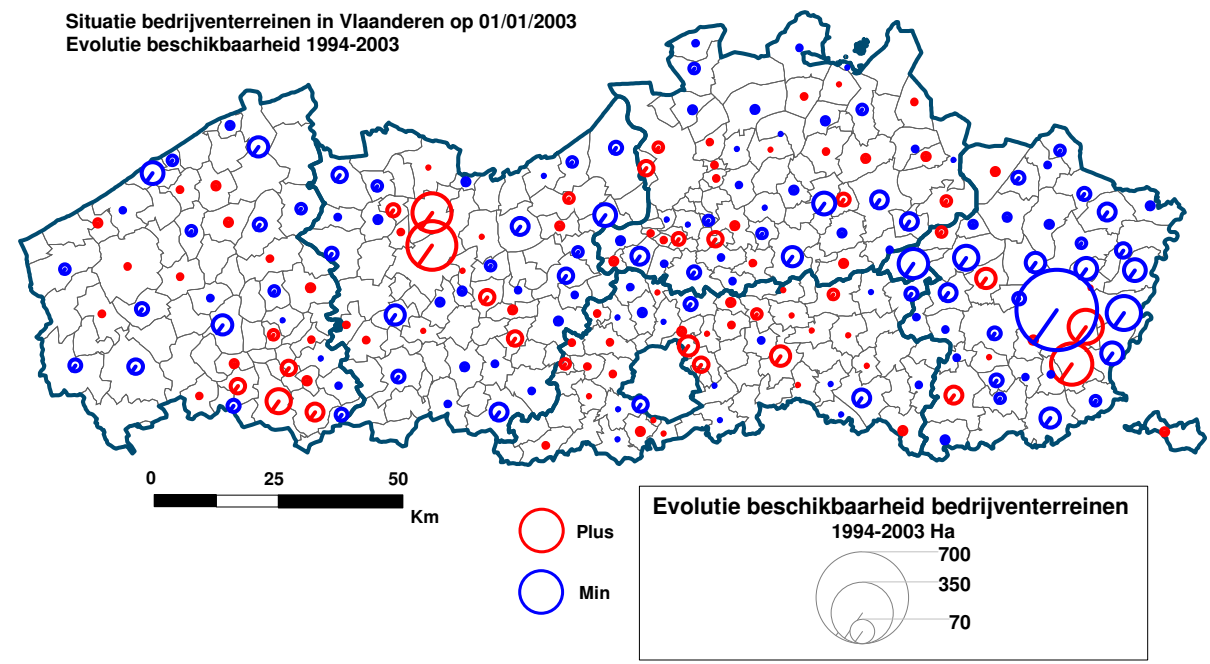 Situatie bedrijventerreinen in Vlaanderen op 01/01/2003
Evolutie beschikbaarheid 1994-2003
0 25 50
Km
Plus
Min
Evolutie beschikbaarheid bedrijventerreinen
1994-2003 Ha
700
350
70